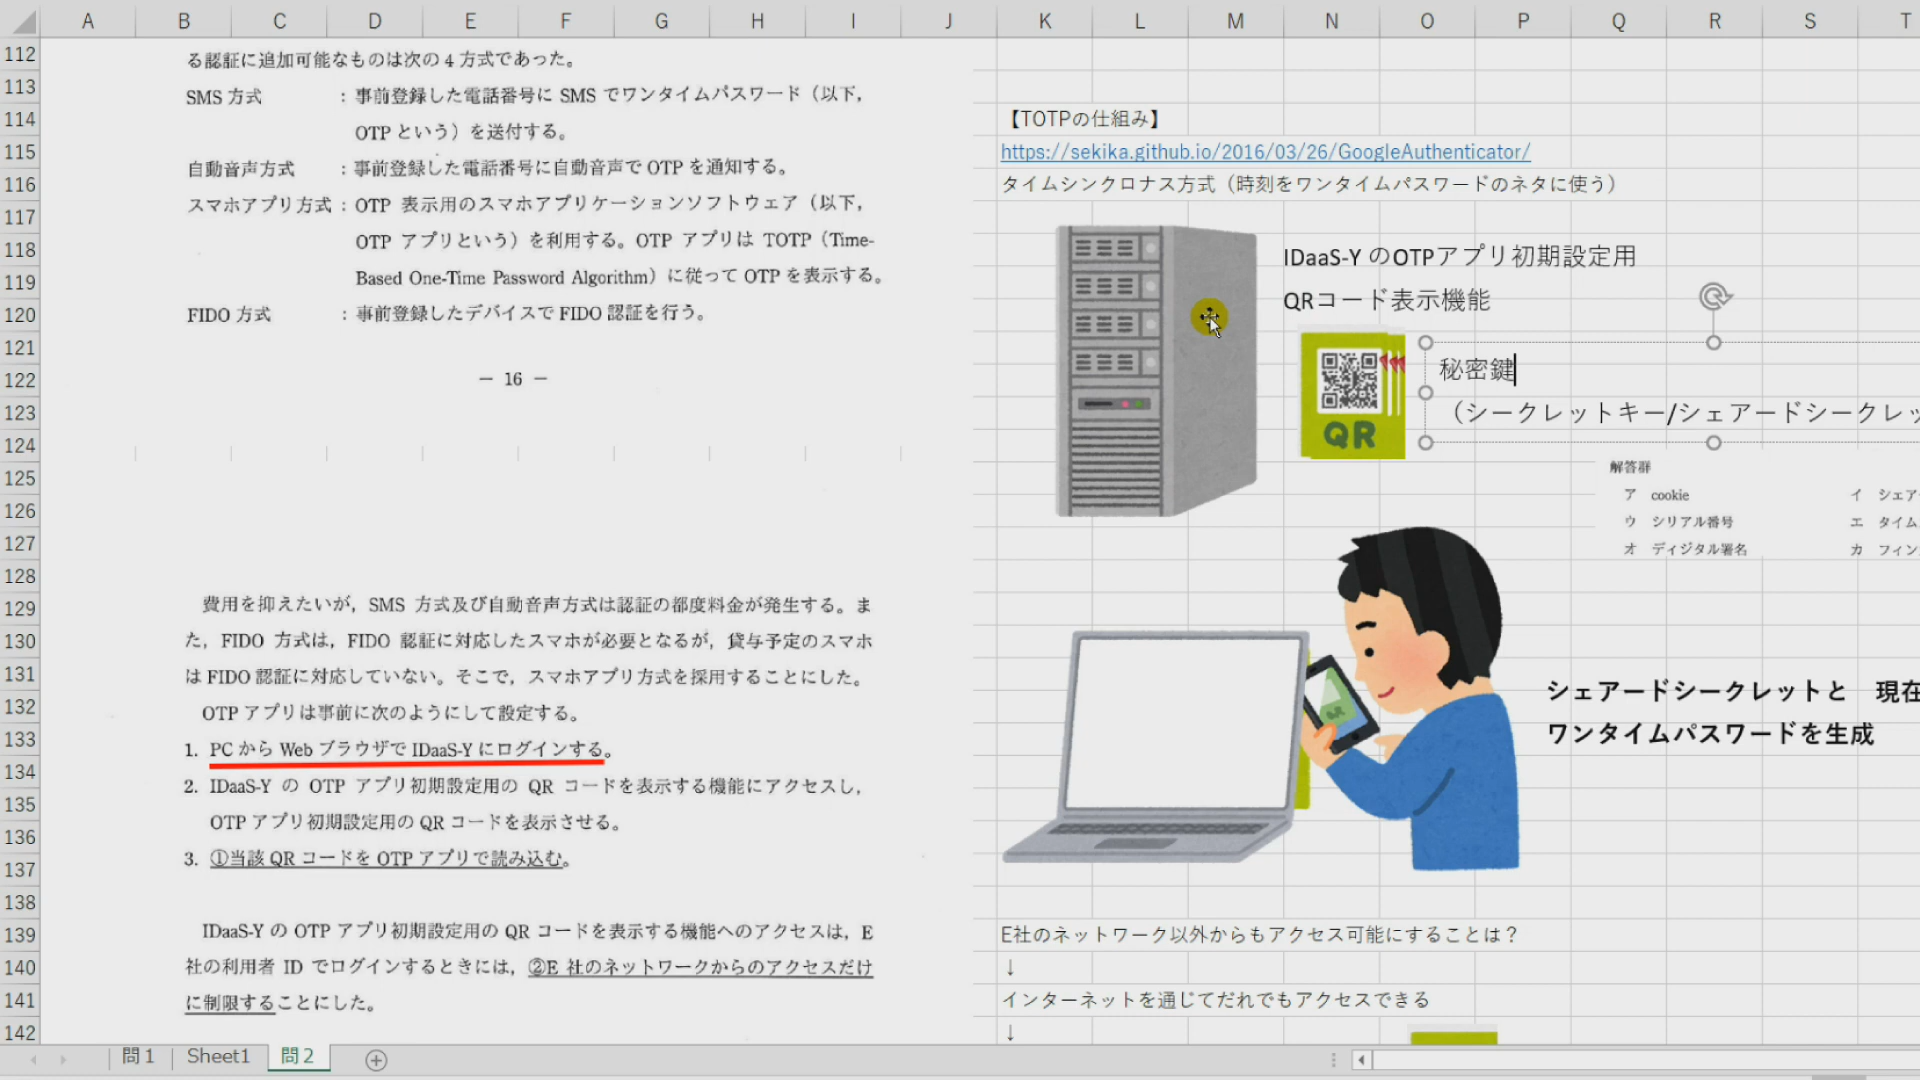 A B C D E F G H I J K L M N O P Q R S T
112
113
114
115
116
117
118
119
120
121
122
123
124
125
126
127
128
129
130
131
132
133
134
135
136
137
138
139
140
141
142
る認証に追加可能なものは次の4方式であった。
SMS 方式 : 事前登録した電話番号に SMS でワンタイムパスワード（以下,
OTP という）を送付する。
自動音声方式 : 事前登録した電話番号に自動音声で OTP を通知する。
スマホアプリ方式 : OTP 表示用のスマホアプリケーションソフトウェア（以下,
OTP アプリという）を利用する。OTP アプリは TOTP（Time-
Based One-Time Password Algorithm）に従って OTP を表示する。
FIDO 方式 : 事前登録したデバイスで FIDO 認証を行う。
― 16 ―
費用を抑えたいが, SMS 方式及び自動音声方式は認証の都度料金が発生する。ま
た, FIDO 方式は, FIDO 認証に対応したスマホが必要となるが, 貸与予定のスマホ
は FIDO 認証に対応していない。そこで, スマホアプリ方式を採用することにした。
OTP アプリは事前に次のようにして設定する。
1. PC から Web ブラウザで IDaaS-Y にログインする。
2. IDaaS-Y の OTP アプリ初期設定用の QR コードを表示する機能にアクセスし,
OTP アプリ初期設定用の QR コードを表示させる。
3. ①当該 QR コードを OTP アプリで読み込む。
IDaaS-Y の OTP アプリ初期設定用の QR コードを表示する機能へのアクセスは, E
社の利用者 ID でログインするときには, ②E 社のネットワークからのアクセスだけ
に制限することにした。
【TOTPの仕組み】
https://sekika.github.io/2016/03/26/GoogleAuthenticator/
タイムシンクロナス方式（時刻をワンタイムパスワードのネタに使う）
IDaaS-Y のOTPアプリ初期設定用
QRコード表示機能
QR
秘密鍵
（シークレットキー/シェアードシークレッ
解答群
ア cookie イ シェア
ウ シリアル番号 エ タイム
オ ディジタル署名 カ フィン
シェアードシークレットと 現在
ワンタイムパスワードを生成
E社のネットワーク以外からもアクセス可能にすることは？
↓
インターネットを通じてだれでもアクセスできる
↓
問1 Sheet1 問2